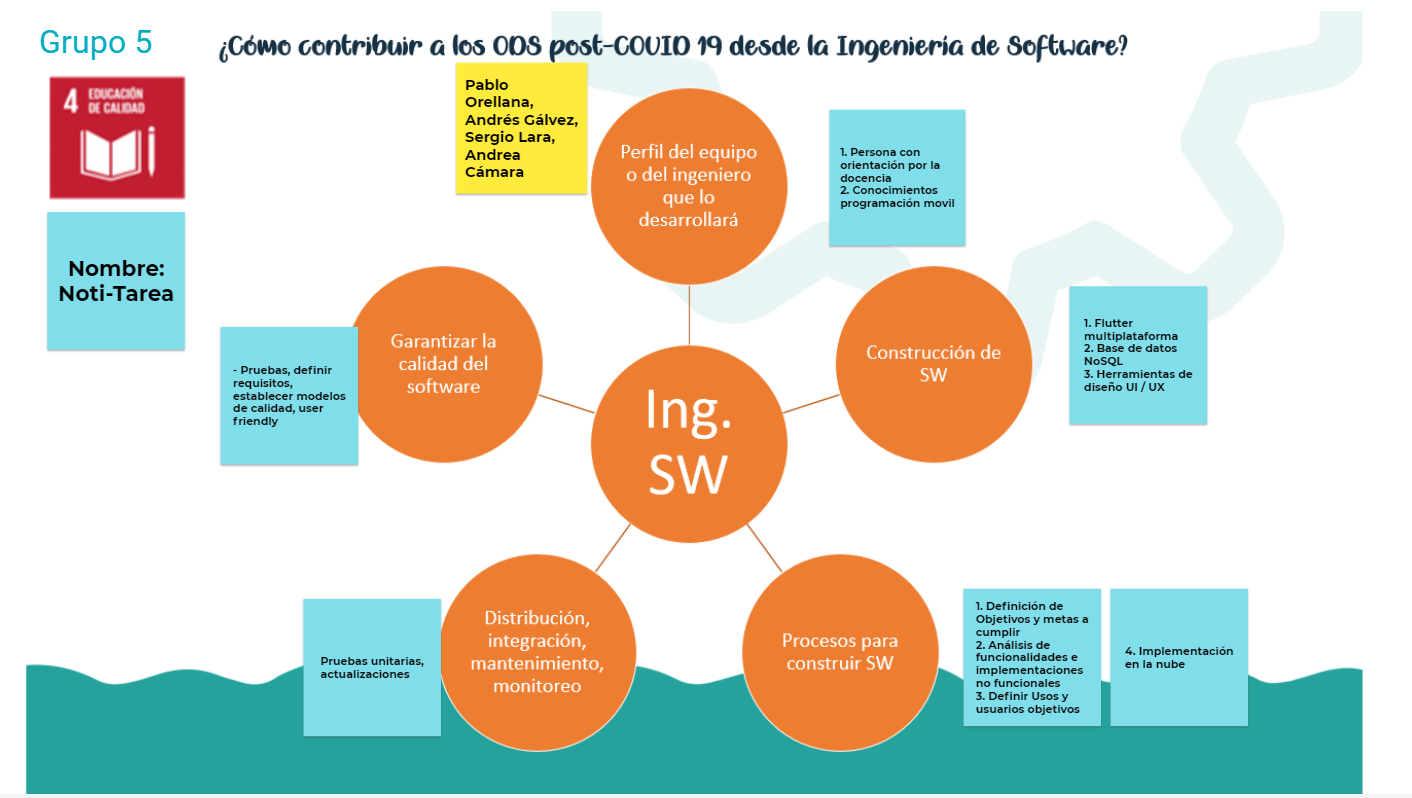 Grupo 5
¿Cómo contribuir a los ODS post-COVID 19 desde la Ingeniería de Software?
4 EDUCACIÓN
DE CALIDAD
Nombre:
Noti-Tarea
Pablo
Orellana,
Andrés Gálvez,
Sergio Lara,
Andrea
Cámara
Perfil del equipo
o del ingeniero
que lo
desarrollará
1. Persona con
orientación por la
docencia
2. Conocimientos
programación movil
Garantizar la
calidad del
software
- Pruebas, definir
requisitos,
establecer modelos
de calidad, user
friendly
Construcción de
SW
1. Flutter
multiplataforma
2. Base de datos
NoSQL
3. Herramientas de
diseño UI / UX
Ing.
SW
Distribución,
integración,
mantenimiento,
monitoreo
Pruebas unitarias,
actualizaciones
Procesos para
construir SW
1. Definición de
Objetivos y metas a
cumplir
2. Análisis de
funcionalidades e
implementaciones
no funcionales
3. Definir Usos y
usuarios objetivos
4. Implementación
en la nube